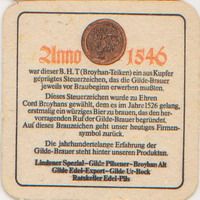 Anno 1546
war dieser B.H.T (Broyhan-Teiken) ein aus Kupfer
geprägtes Steuerzeichen, das die Gilde-Brauer
jeweils vor Braubeginn erwerben mußten.
Dieses Steuerzeichen wurde zu Ehren
Cord Broyhans gewählt, dem es im Jahre 1526 gelang,
erstmalig ein würziges Bier zu brauen, das den her-
vorragenden Ruf der Gilde-Brauer begründet.
Auf dieses Brauzeichen geht unser heutiges Firmen-
symbol zurück.
Die jahrhundertelange Erfahrung der
Gilde-Brauer steht hinter unseren Produkten.
Lindener Spezial – Gilde Pilsener – Broyhan Alt
Gilde Edel-Export – Gilde Ur-Bock
Ratskeller Edel-Pils